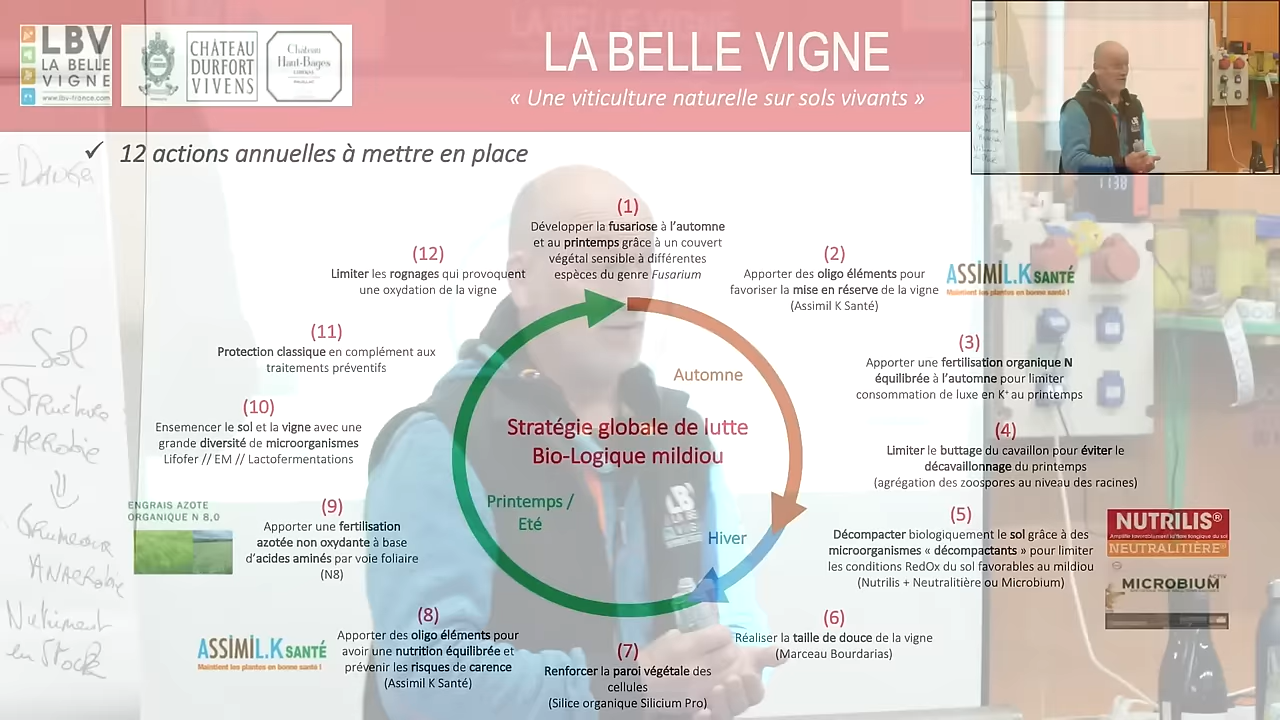 LBV
LA BELLE
VIGNE
www.lbv-france.com
CHÂTEAU
DURFORT
VIVENS
Château
Haut-Bages
LA BELLE VIGNE
« Une viticulture naturelle sur sols vivants »
✓ 12 actions annuelles à mettre en place
(1)
Développer la fusariose à l'automne
et au printemps grâce à un couvert
végétal sensible à différentes
espèces du genre Fusarium
(2)
Apporter des oligo éléments pour
favoriser la mise en réserve de la vigne
(Assimil K Santé)
ASSIMIL.K SANTÉ
Maintient les plantes en bonne santé !
(3)
Apporter une fertilisation organique N
équilibrée à l'automne pour limiter
consommation de luxe en K⁺ au printemps
(4)
Limiter le buttage du cavaillon pour éviter le
décavaillonnage du printemps
(agrégation des zoospores au niveau des racines)
(5)
Décompacter biologiquement le sol grâce à des
microorganismes « décompactants » pour limiter
les conditions RedOx du sol favorables au mildiou
(Nutrilis + Neutralitière ou Microbium)
NUTRILIS®
NEUTRALITIÈRE®
MICROBIUM
(6)
Réaliser la taille de douce de la vigne
(Marceau Bourdarias)
(7)
Renforcer la paroi végétale des
cellules
(Silice organique Silicium Pro)
(8)
Apporter des oligo éléments pour
avoir une nutrition équilibrée et
prévenir les risques de carence
(Assimil K Santé)
ASSIMIL.K SANTÉ
Maintient les plantes en bonne santé !
(9)
Apporter une fertilisation
azotée non oxydante à base
d'acides aminés par voie foliaire
(N8)
ENGRAIS AZOTE
ORGANIQUE N 8,0
(10)
Ensemencer le sol et la vigne avec une
grande diversité de microorganismes
Lifofer // EM // Lactofermentations
(11)
Protection classique en complément aux
traitements préventifs
(12)
Limiter les rognages qui provoquent
une oxydation de la vigne
Automne
Stratégie globale de lutte
Bio-Logique mildiou
Printemps /
Eté
Hiver
LBV
Sol
Structures
Aérobie
Anaérobie
Nutriment
en Stock